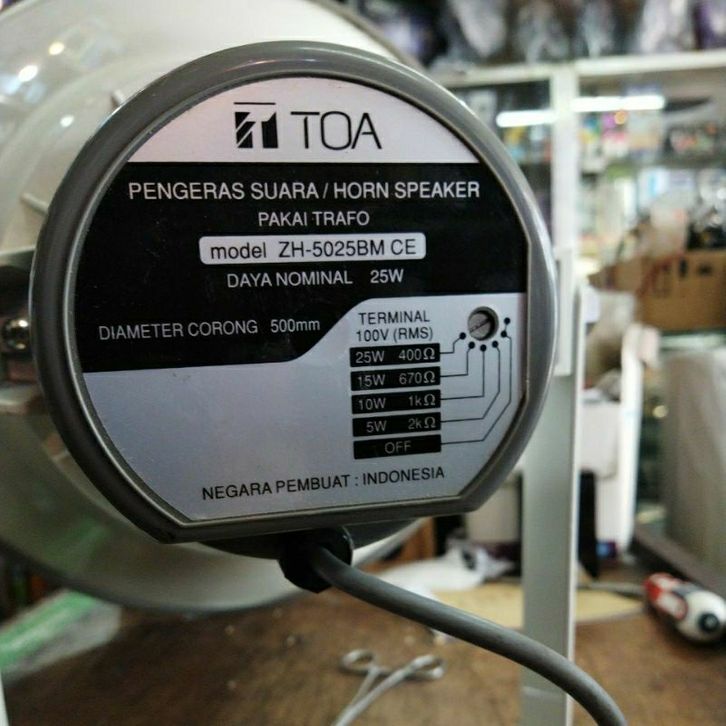 TOA
PENGERAS SUARA / HORN SPEAKER
PAKAI TRAFO
model ZH-5025BM CE
DAYA NOMINAL 25W
DIAMETER CORONG 500mm
TERMINAL
100V (RMS)
25W 400Ω
15W 670Ω
10W 1kΩ
5W 2kΩ
OFF
NEGARA PEMBUAT : INDONESIA